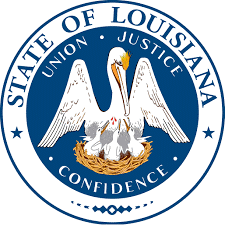 STATE OF LOUISIANA
UNION · JUSTICE
· CONFIDENCE ·